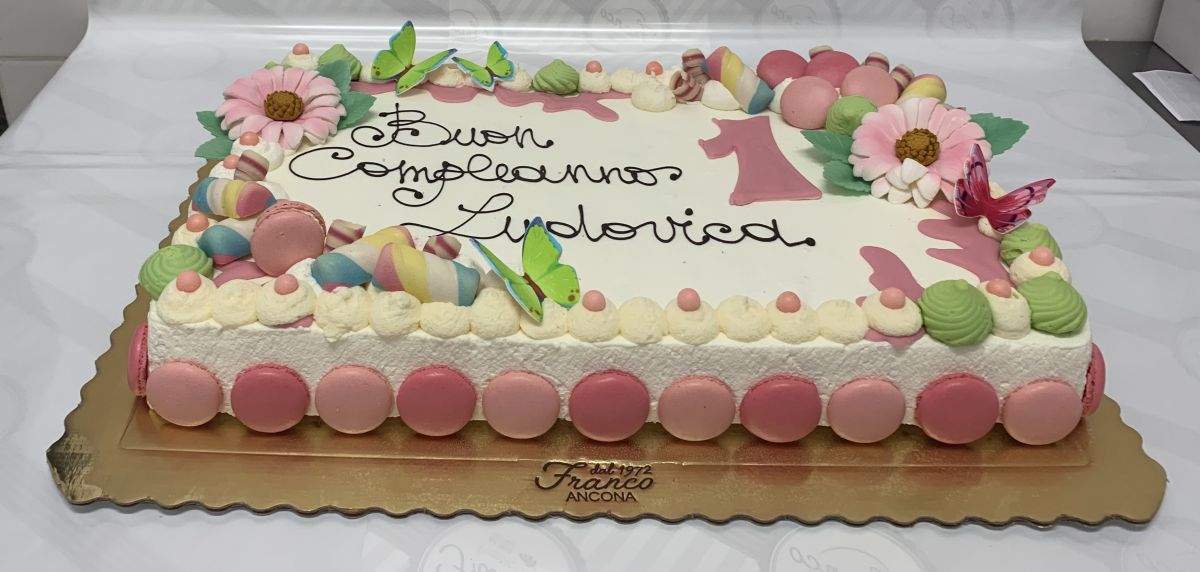 Buon
Compleanno
Ludovica
1
dal 1972
Franco
ANCONA